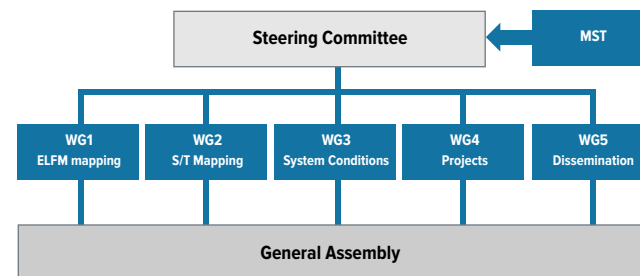 Steering Committee
MST
WG1
ELFM mapping
WG2
S/T Mapping
WG3
System Conditions
WG4
Projects
WG5
Dissemination
General Assembly